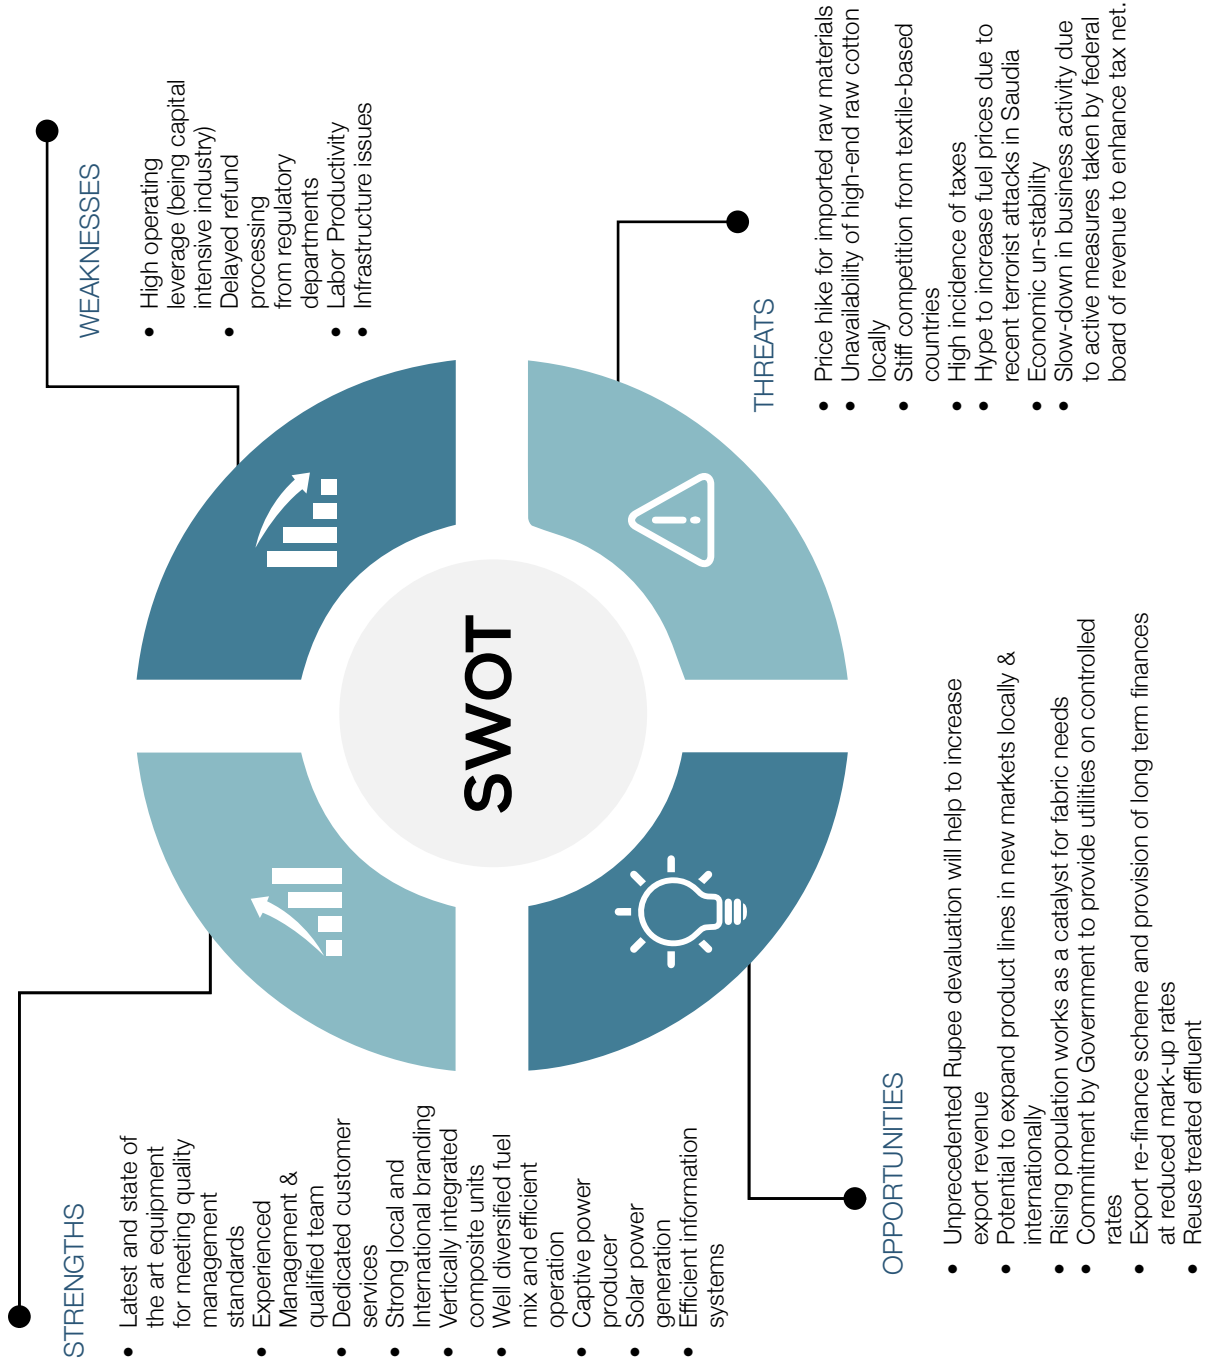 STRENGTHS
• Latest and state of
the art equipment
for meeting quality
management
standards
• Experienced
Management &
qualified team
• Dedicated customer
services
• Strong local and
International branding
• Vertically integrated
composite units
• Well diversified fuel
mix and efficient
operation
• Captive power
producer
• Solar power
generation
• Efficient information
systems
WEAKNESSES
• High operating
leverage (being capital
intensive industry)
• Delayed refund
processing
from regulatory
departments
• Labor Productivity
• Infrastructure issues
SWOT
OPPORTUNITIES
• Unprecedented Rupee devaluation will help to increase
export revenue
• Potential to expand product lines in new markets locally &
internationally
• Rising population works as a catalyst for fabric needs
• Commitment by Government to provide utilities on controlled
rates
• Export re-finance scheme and provision of long term finances
at reduced mark-up rates
• Reuse treated effluent
THREATS
• Price hike for imported raw materials
• Unavailability of high-end raw cotton
locally
• Stiff competition from textile-based
countries
• High incidence of taxes
• Hype to increase fuel prices due to
recent terrorist attacks in Saudia
• Economic un-stability
• Slow-down in business activity due
to active measures taken by federal
board of revenue to enhance tax net.